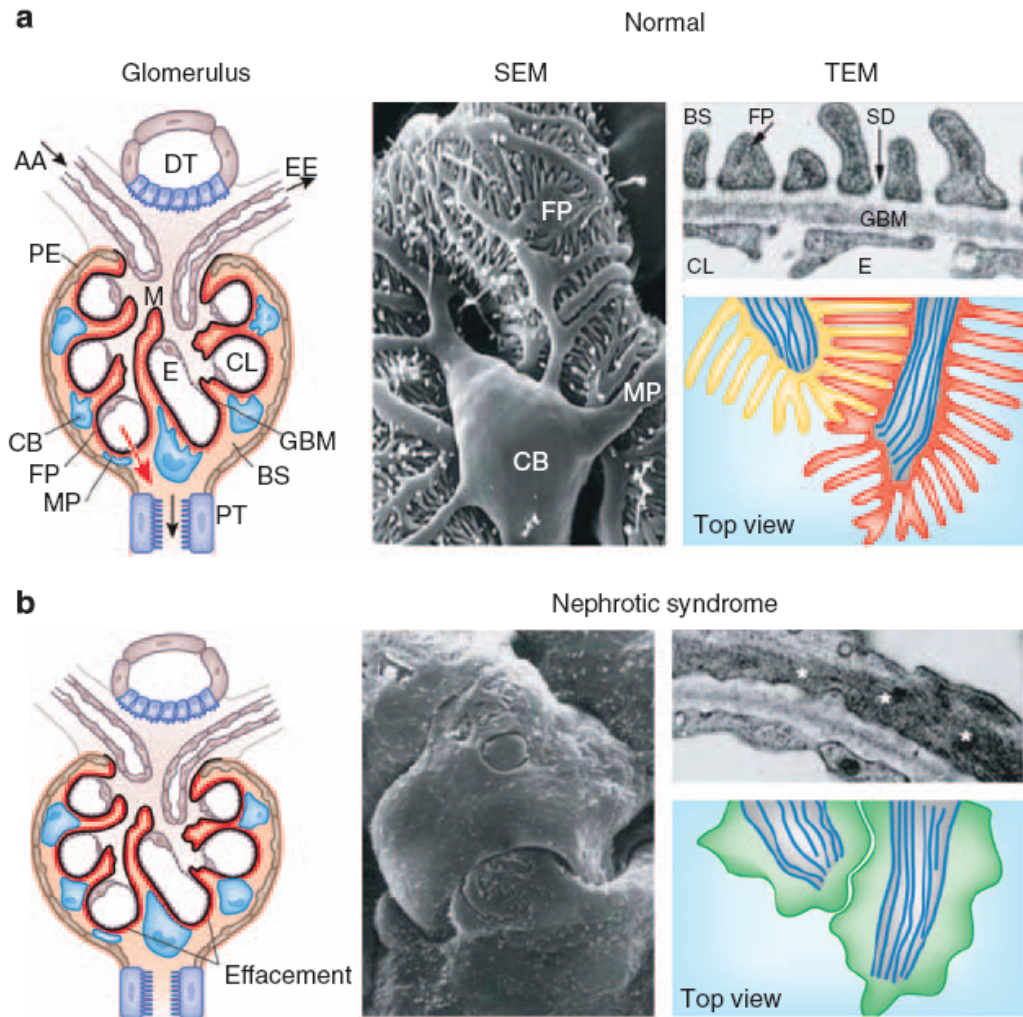 a
Normal
Glomerulus
SEM
TEM
AA
DT
EE
PE
M
E
CL
CB
FP
MP
GBM
BS
PT
FP
MP
CB
BS
FP
SD
GBM
CL
E
Top view
b
Nephrotic syndrome
Effacement
* * *
Top view